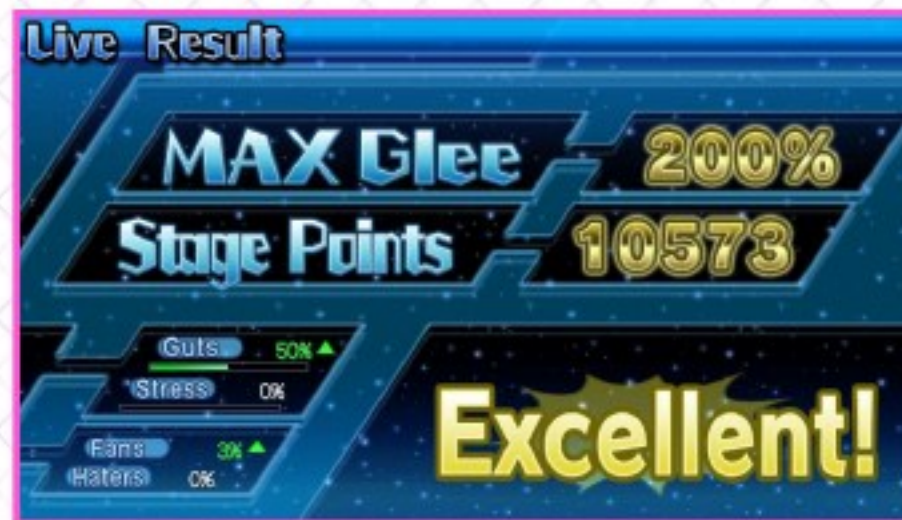 Live Result
MAX Glee 200%
Stage Points 10573
Guts 50% ▲
Stress 0%
Fans 3% ▲
Haters 0%
Excellent!